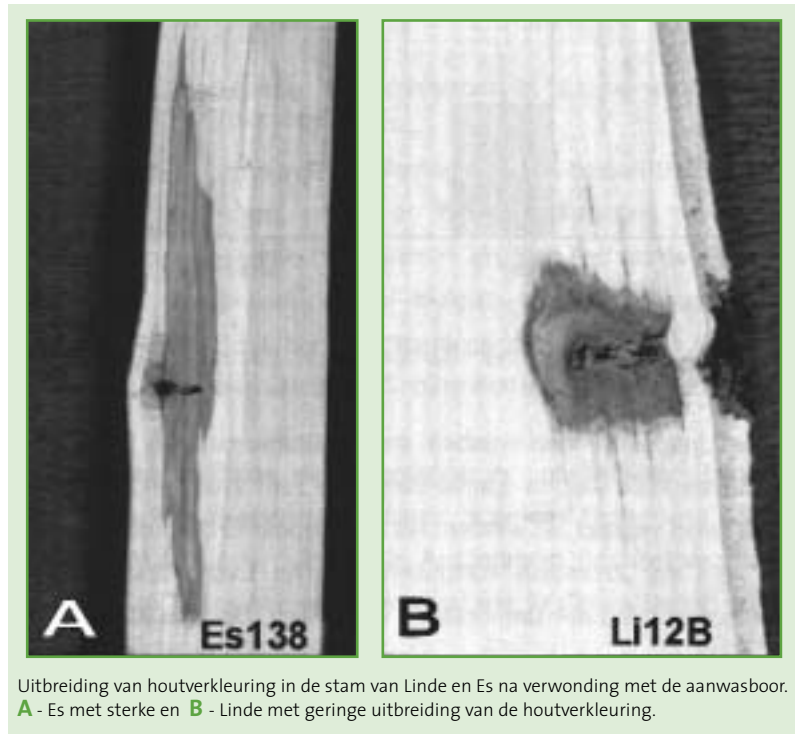 A
Es138
B
Li12B
Uitbreiding van houtverkleuring in de stam van Linde en Es na verwonding met de aanwasboor.
A - Es met sterke en B - Linde met geringe uitbreiding van de houtverkleuring.